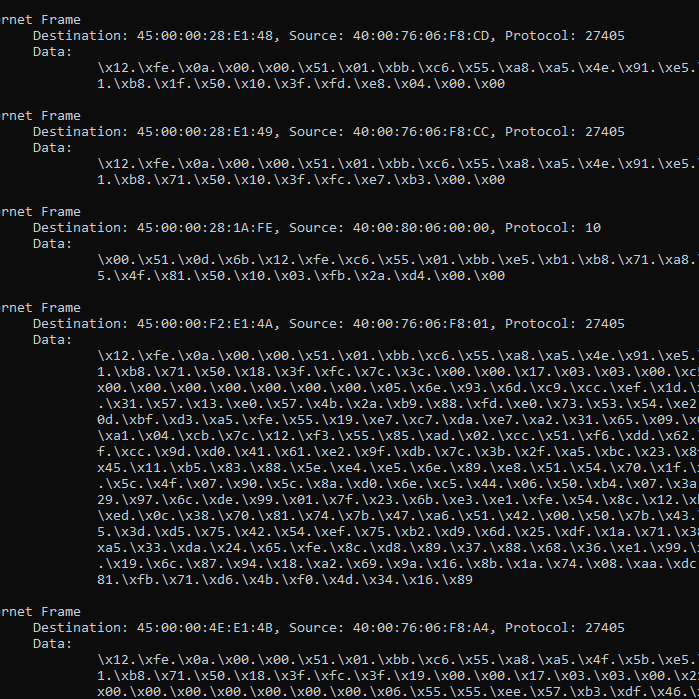 rnet Frame
Destination: 45:00:00:28:E1:48, Source: 40:00:76:06:F8:CD, Protocol: 27405
Data:
\x12.\xfe.\x0a.\x00.\x00.\x51.\x01.\xbb.\xc6.\x55.\xa8.\xa5.\x4e.\x91.\xe5.
1.\xb8.\x1f.\x50.\x10.\x3f.\xfd.\xe8.\x04.\x00.\x00
rnet Frame
Destination: 45:00:00:28:E1:49, Source: 40:00:76:06:F8:CC, Protocol: 27405
Data:
\x12.\xfe.\x0a.\x00.\x00.\x51.\x01.\xbb.\xc6.\x55.\xa8.\xa5.\x4e.\x91.\xe5.
1.\xb8.\x71.\x50.\x10.\x3f.\xfc.\xe7.\xb3.\x00.\x00
rnet Frame
Destination: 45:00:00:28:1A:FE, Source: 40:00:80:06:00:00, Protocol: 10
Data:
\x00.\x51.\x0d.\x6b.\x12.\xfe.\xc6.\x55.\x01.\xbb.\xe5.\xb1.\xb8.\x71.\xa8.
5.\x4f.\x81.\x50.\x10.\x03.\xfb.\x2a.\xd4.\x00.\x00
rnet Frame
Destination: 45:00:00:F2:E1:4A, Source: 40:00:76:06:F8:01, Protocol: 27405
Data:
\x12.\xfe.\x0a.\x00.\x00.\x51.\x01.\xbb.\xc6.\x55.\xa8.\xa5.\x4e.\x91.\xe5.
1.\xb8.\x71.\x50.\x18.\x3f.\xfc.\x7c.\x3c.\x00.\x00.\x17.\x03.\x03.\x00.\xc
x00.\x00.\x00.\x00.\x00.\x00.\x00.\x05.\x6e.\x93.\x6d.\xc9.\xcc.\xef.\x1d.\
.\x31.\x57.\x13.\xe0.\x57.\x4b.\x2a.\xb9.\x88.\xfd.\xe0.\x73.\x53.\x54.\xe2
0d.\xbf.\xd3.\xa5.\xfe.\x55.\x19.\xe7.\xc7.\xda.\xe7.\xa2.\x31.\x65.\x09.\
\xa1.\x04.\xcb.\x7c.\x12.\xf3.\x55.\x85.\xad.\x02.\xcc.\x51.\xf6.\xdd.\x62.
f.\xcc.\x9d.\xd0.\x41.\x61.\xe2.\x9f.\xdb.\x7c.\x3b.\x2f.\xa5.\xbc.\x23.\x8
x45.\x11.\xb5.\x83.\x88.\x5e.\xe4.\xe5.\x6e.\x89.\xe8.\x51.\x54.\x70.\x1f.\
.\x5c.\x4f.\x07.\x90.\x5c.\x8a.\xd0.\x6e.\xc5.\x44.\x06.\x50.\xb4.\x07.\x3a
29.\x97.\x6c.\xde.\x99.\x01.\x7f.\x23.\x6b.\xe3.\xe1.\xfe.\x54.\x8c.\x12.\
\xed.\x0c.\x38.\x70.\x81.\x74.\x7b.\x47.\xa6.\x51.\x42.\x00.\x50.\x7b.\x43.
5.\x3d.\xd5.\x75.\x42.\x54.\xef.\x75.\xb2.\xd9.\x6d.\x25.\xdf.\x1a.\x71.\x3
xa5.\x33.\xda.\x24.\x65.\xfe.\x8c.\xd8.\x89.\x37.\x88.\x68.\x36.\xe1.\x99.\
.\x19.\x6c.\x87.\x94.\x18.\xa2.\x69.\x9a.\x16.\x8b.\x1a.\x74.\x08.\xaa.\xdc
81.\xfb.\x71.\xd6.\x4b.\xf0.\x4d.\x34.\x16.\x89
rnet Frame
Destination: 45:00:00:4E:E1:4B, Source: 40:00:76:06:F8:A4, Protocol: 27405
Data:
\x12.\xfe.\x0a.\x00.\x00.\x51.\x01.\xbb.\xc6.\x55.\xa8.\xa5.\x4f.\x5b.\xe5.
1.\xb8.\x71.\x50.\x18.\x3f.\xfc.\x3f.\x19.\x00.\x00.\x17.\x03.\x03.\x00.\x2
x00.\x00.\x00.\x00.\x00.\x00.\x00.\x06.\x55.\x55.\xee.\x57.\xb3.\xdf.\x46.